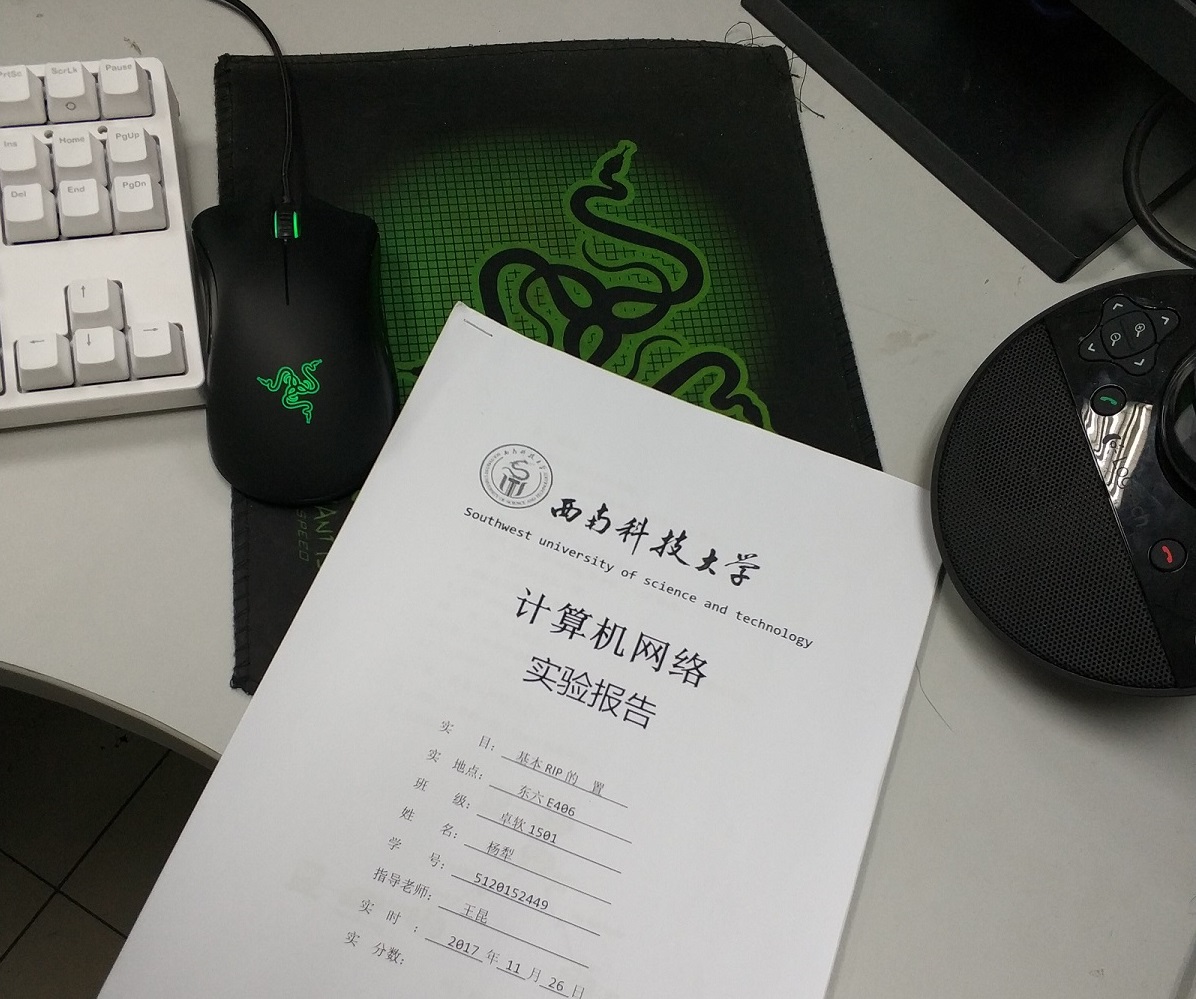 PrtSc ScrLk Pause
Ins Home PgUp
Del End PgDn
↑
← ↓ →
SPEED
西南科技大学
Southwest university of science and technology
计算机网络
实验报告
实 目: 基本RIP的 置
实 地点: 东六E406
班 级: 卓软1501
姓 名: 杨犁
学 号: 5120152449
指导老师: 王昆
实 时 : 2017 年 11 月 26 日
实 分数: